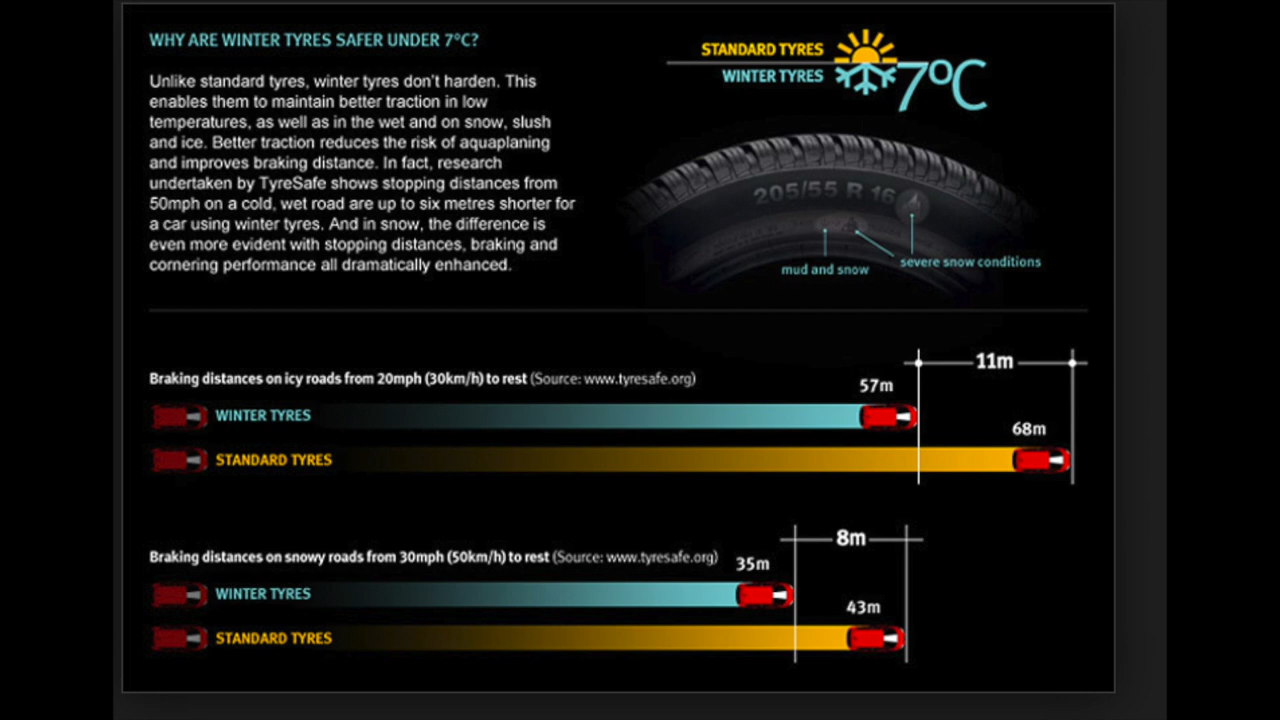 WHY ARE WINTER TYRES SAFER UNDER 7°C?
Unlike standard tyres, winter tyres don't harden. This
enables them to maintain better traction in low
temperatures, as well as in the wet and on snow, slush
and ice. Better traction reduces the risk of aquaplaning
and improves braking distance. In fact, research
undertaken by TyreSafe shows stopping distances from
50mph on a cold, wet road are up to six metres shorter for
a car using winter tyres. And in snow, the difference is
even more evident with stopping distances, braking and
cornering performance all dramatically enhanced.
STANDARD TYRES
WINTER TYRES
7°C
205/55 R 16
mud and snow
severe snow conditions
Braking distances on icy roads from 20mph (30km/h) to rest (Source: www.tyresafe.org)
11m
57m
WINTER TYRES
68m
STANDARD TYRES
Braking distances on snowy roads from 30mph (50km/h) to rest (Source: www.tyresafe.org)
8m
35m
WINTER TYRES
43m
STANDARD TYRES